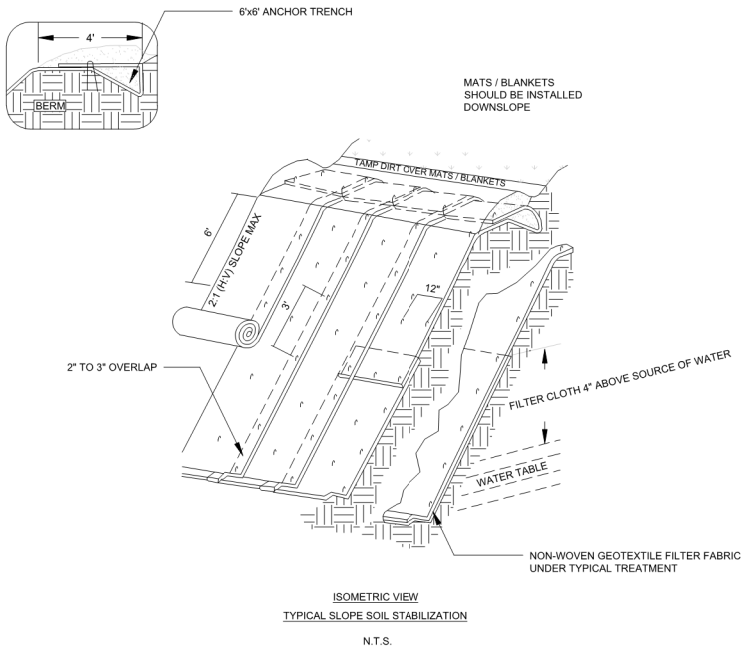 6'x6' ANCHOR TRENCH
4'
BERM
MATS / BLANKETS
SHOULD BE INSTALLED
DOWNSLOPE
TAMP DIRT OVER MATS / BLANKETS
6'
2:1 (H:V) SLOPE MAX
3'
12"
2" TO 3" OVERLAP
FILTER CLOTH 4" ABOVE SOURCE OF WATER
WATER TABLE
NON-WOVEN GEOTEXTILE FILTER FABRIC
UNDER TYPICAL TREATMENT
ISOMETRIC VIEW
TYPICAL SLOPE SOIL STABILIZATION
N.T.S.